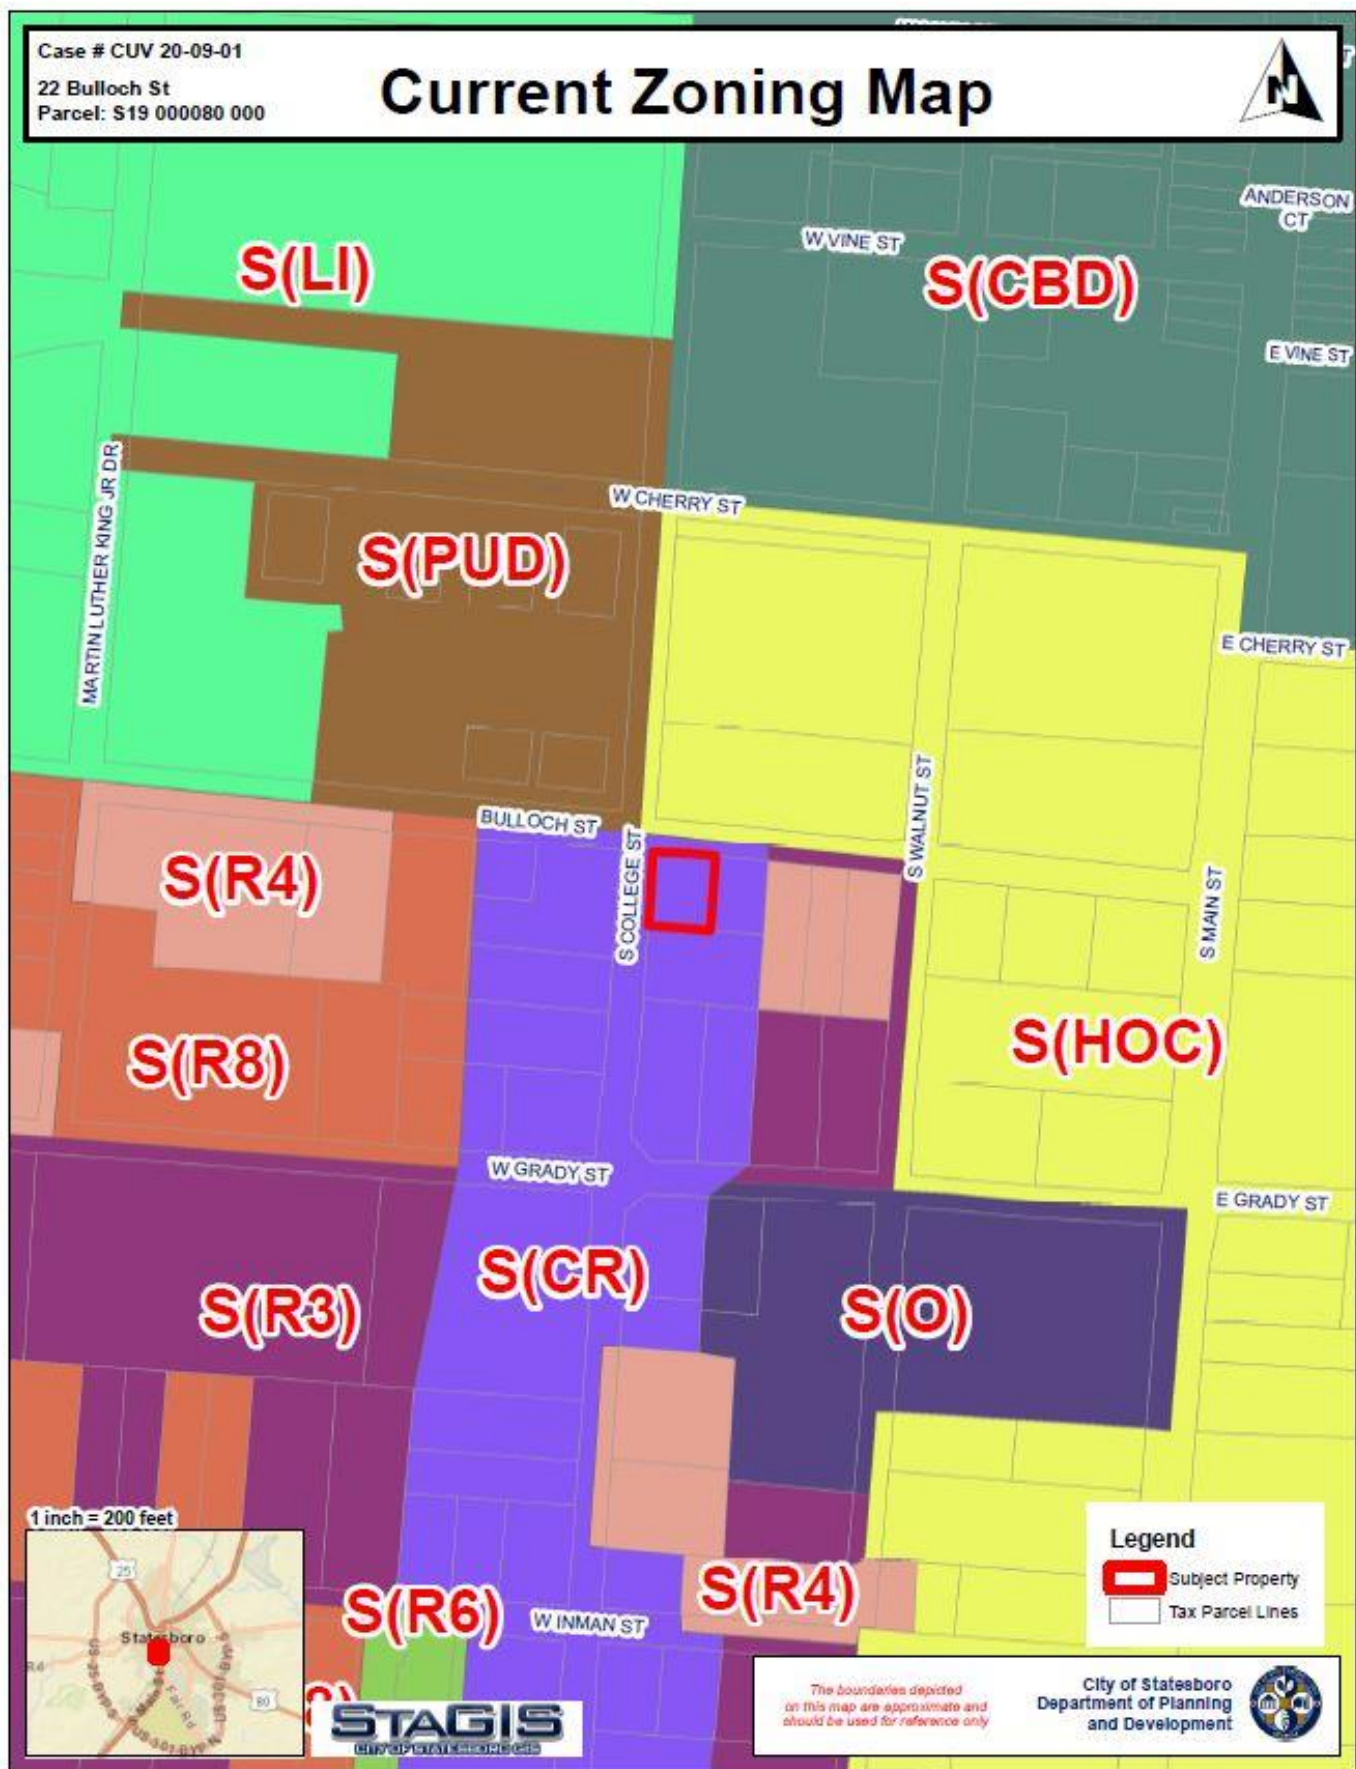 Case # CUV 20-09-01
22 Bulloch St
Parcel: S19 000080 000
Current Zoning Map
N
ANDERSON
CT
W VINE ST
S(LI)
S(CBD)
E VINE ST
MARTIN LUTHER KING JR DR
W CHERRY ST
S(PUD)
E CHERRY ST
S WALNUT ST
BULLOCH ST
S COLLEGE ST
S(R4)
S MAIN ST
S(R8)
S(HOC)
W GRADY ST
E GRADY ST
S(CR)
S(R3)
S(O)
1 inch = 200 feet
25
Statesboro
80
S(R6)
W INMAN ST
S(R4)
Legend
Subject Property
Tax Parcel Lines
STAGIS
CITY OF STATESBORO GIS
The boundaries depicted
on this map are approximate and
should be used for reference only
City of Statesboro
Department of Planning
and Development